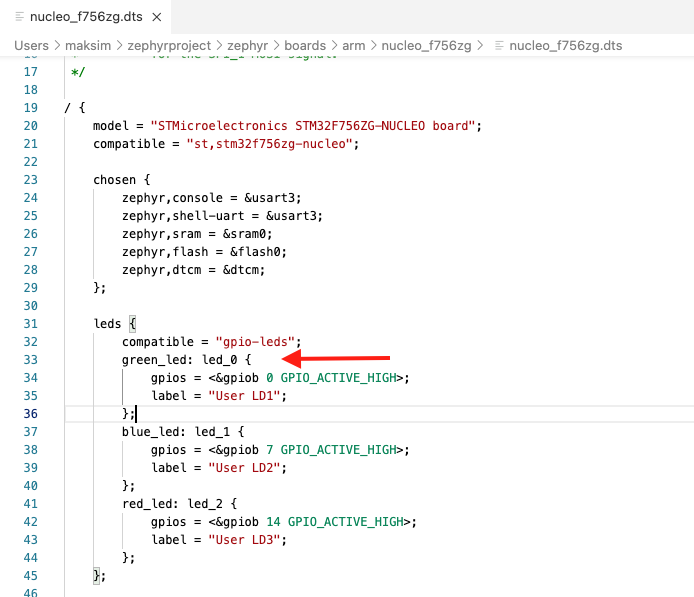 nucleo_f756zg.dts ×
Users > maksim > zephyrproject > zephyr > boards > arm > nucleo_f756zg > nucleo_f756zg.dts
16 * for the SPI_1 MOSI signal.
17 */
18
19 / {
20 model = "STMicroelectronics STM32F756ZG-NUCLEO board";
21 compatible = "st,stm32f756zg-nucleo";
22
23 chosen {
24 zephyr,console = &usart3;
25 zephyr,shell-uart = &usart3;
26 zephyr,sram = &sram0;
27 zephyr,flash = &flash0;
28 zephyr,dtcm = &dtcm;
29 };
30
31 leds {
32 compatible = "gpio-leds";
33 green_led: led_0 {
34 gpios = <&gpiob 0 GPIO_ACTIVE_HIGH>;
35 label = "User LD1";
36 };
37 blue_led: led_1 {
38 gpios = <&gpiob 7 GPIO_ACTIVE_HIGH>;
39 label = "User LD2";
40 };
41 red_led: led_2 {
42 gpios = <&gpiob 14 GPIO_ACTIVE_HIGH>;
43 label = "User LD3";
44 };
45 };
46